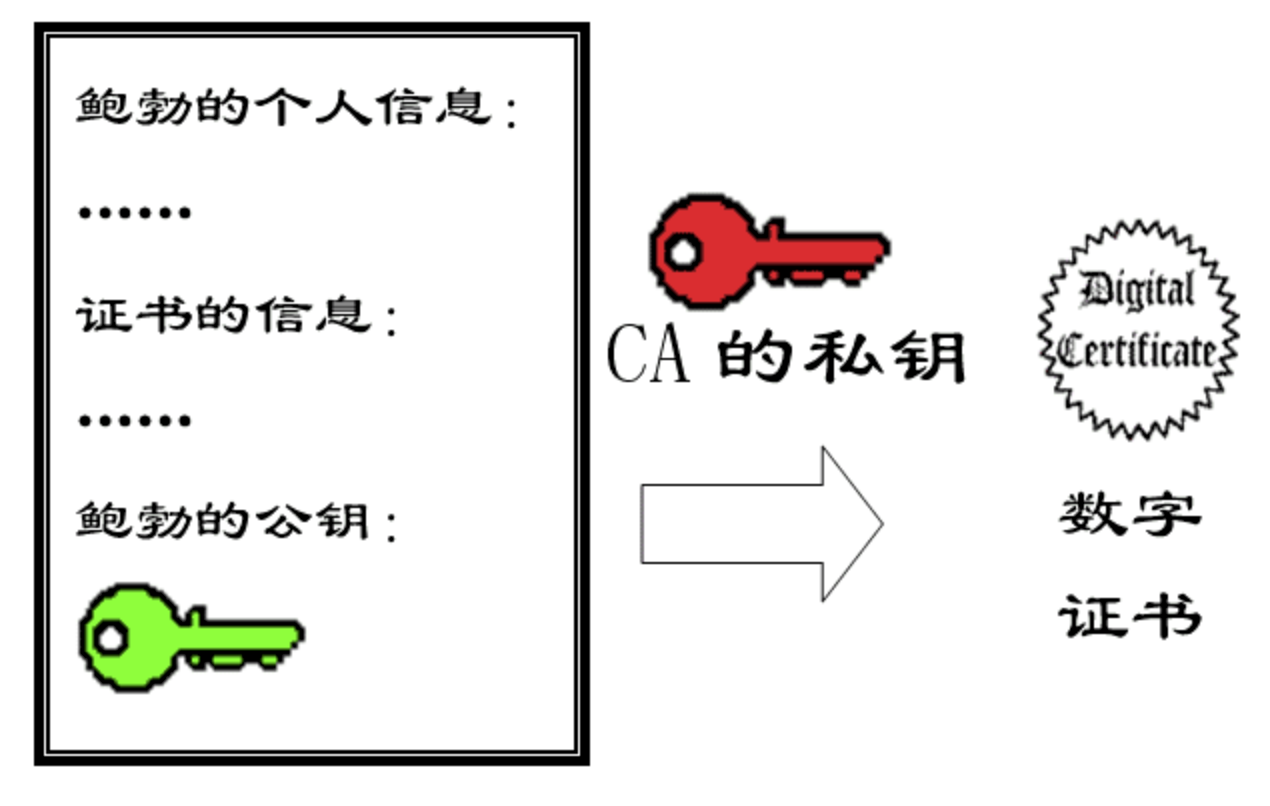 鲍勃的个人信息：
······
证书的信息：
······
鲍勃的公钥：
CA 的私钥
Digital
Certificate
数字
证书